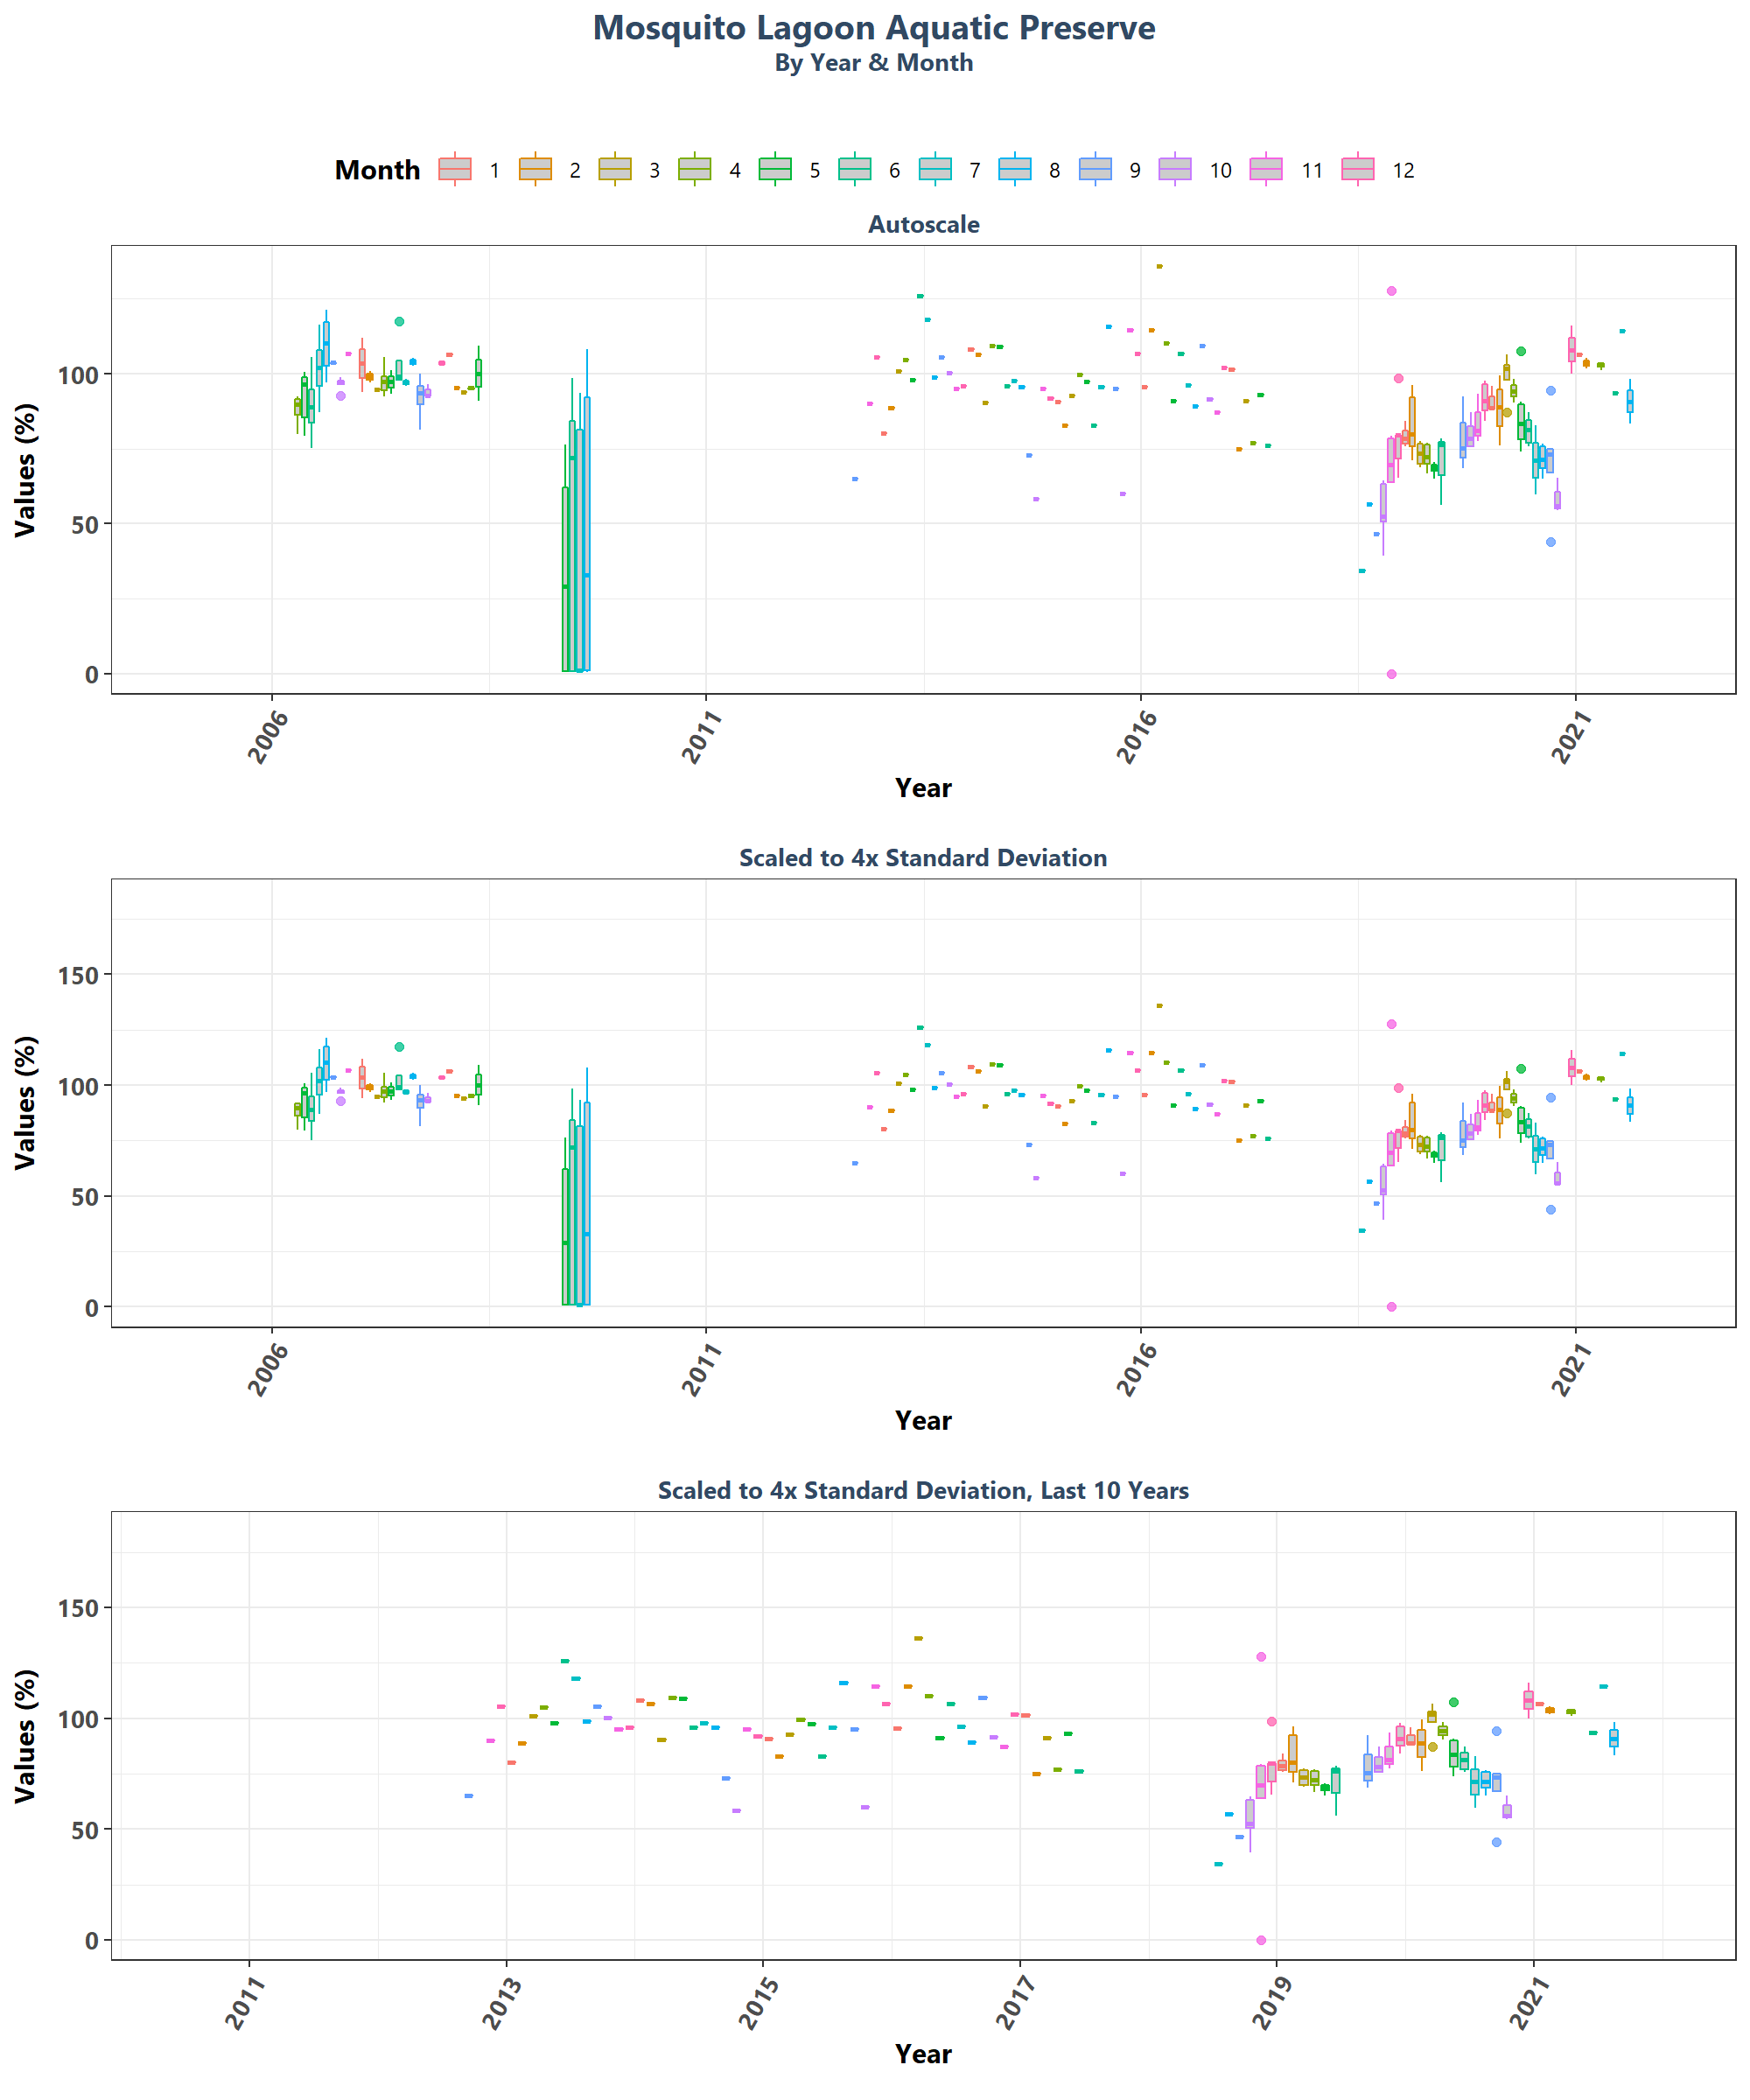 Mosquito Lagoon Aquatic Preserve
By Year & Month
Month 1 2 3 4 5 6 7 8 9 10 11 12
Autoscale
Values (%)
100
50
0
2006 2011 2016 2021
Year
Scaled to 4x Standard Deviation
Values (%)
150
100
50
0
2006 2011 2016 2021
Year
Scaled to 4x Standard Deviation, Last 10 Years
Values (%)
150
100
50
0
2011 2013 2015 2017 2019 2021
Year